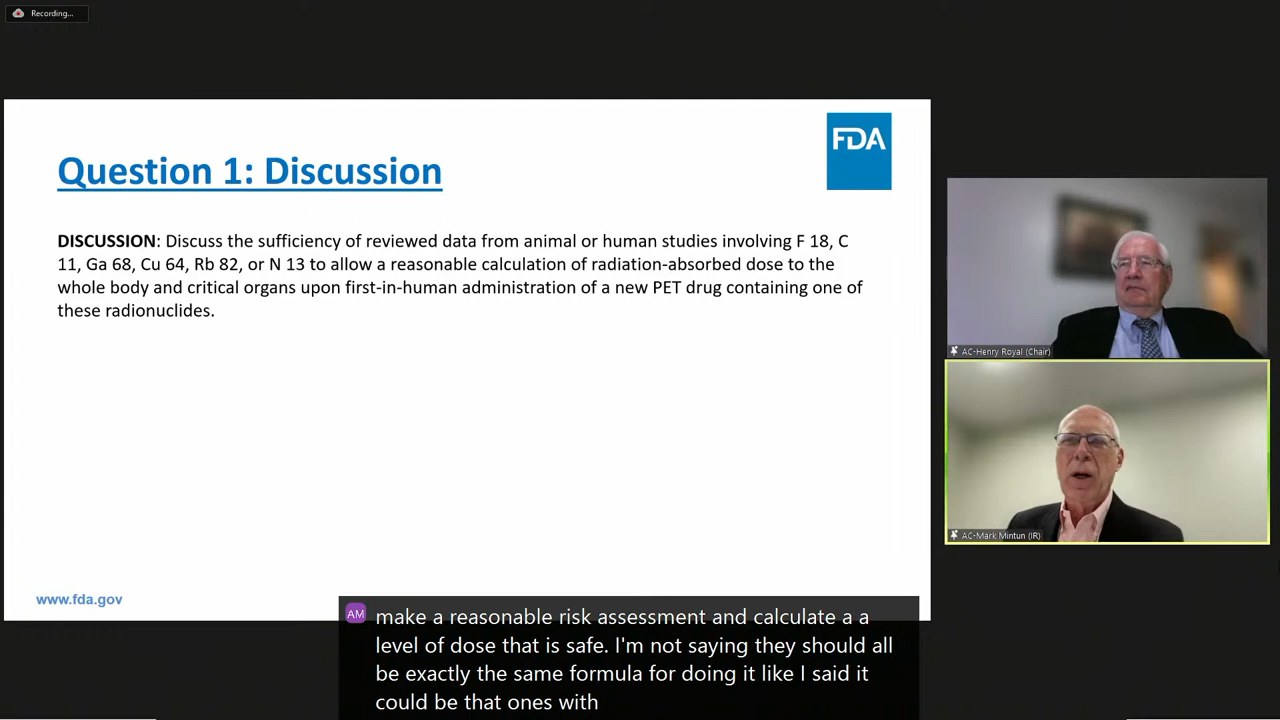 Recording...
FDA
Question 1: Discussion
DISCUSSION: Discuss the sufficiency of reviewed data from animal or human studies involving F 18, C
11, Ga 68, Cu 64, Rb 82, or N 13 to allow a reasonable calculation of radiation-absorbed dose to the
whole body and critical organs upon first-in-human administration of a new PET drug containing one of
these radionuclides.
www.fda.gov
AC-Henry Royal (Chair)
AC-Mark Mintun (IR)
AM
make a reasonable risk assessment and calculate a a
level of dose that is safe. I'm not saying they should all
be exactly the same formula for doing it like I said it
could be that ones with